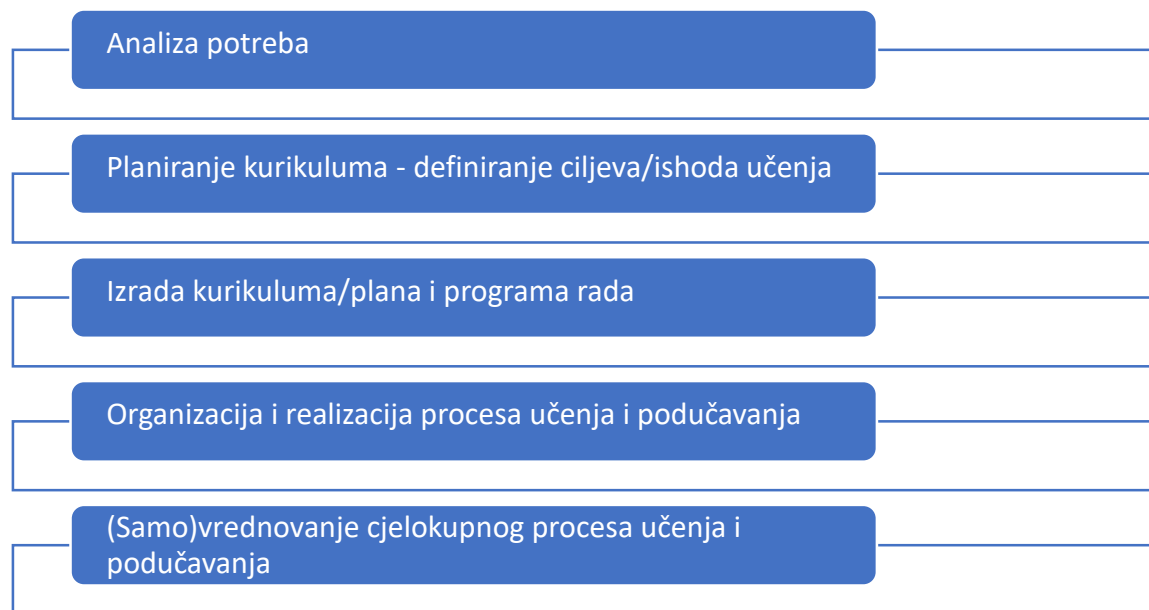 Analiza potreba
Planiranje kurikuluma - definiranje ciljeva/ishoda učenja
Izrada kurikuluma/plana i programa rada
Organizacija i realizacija procesa učenja i podučavanja
(Samo)vrednovanje cjelokupnog procesa učenja i
podučavanja